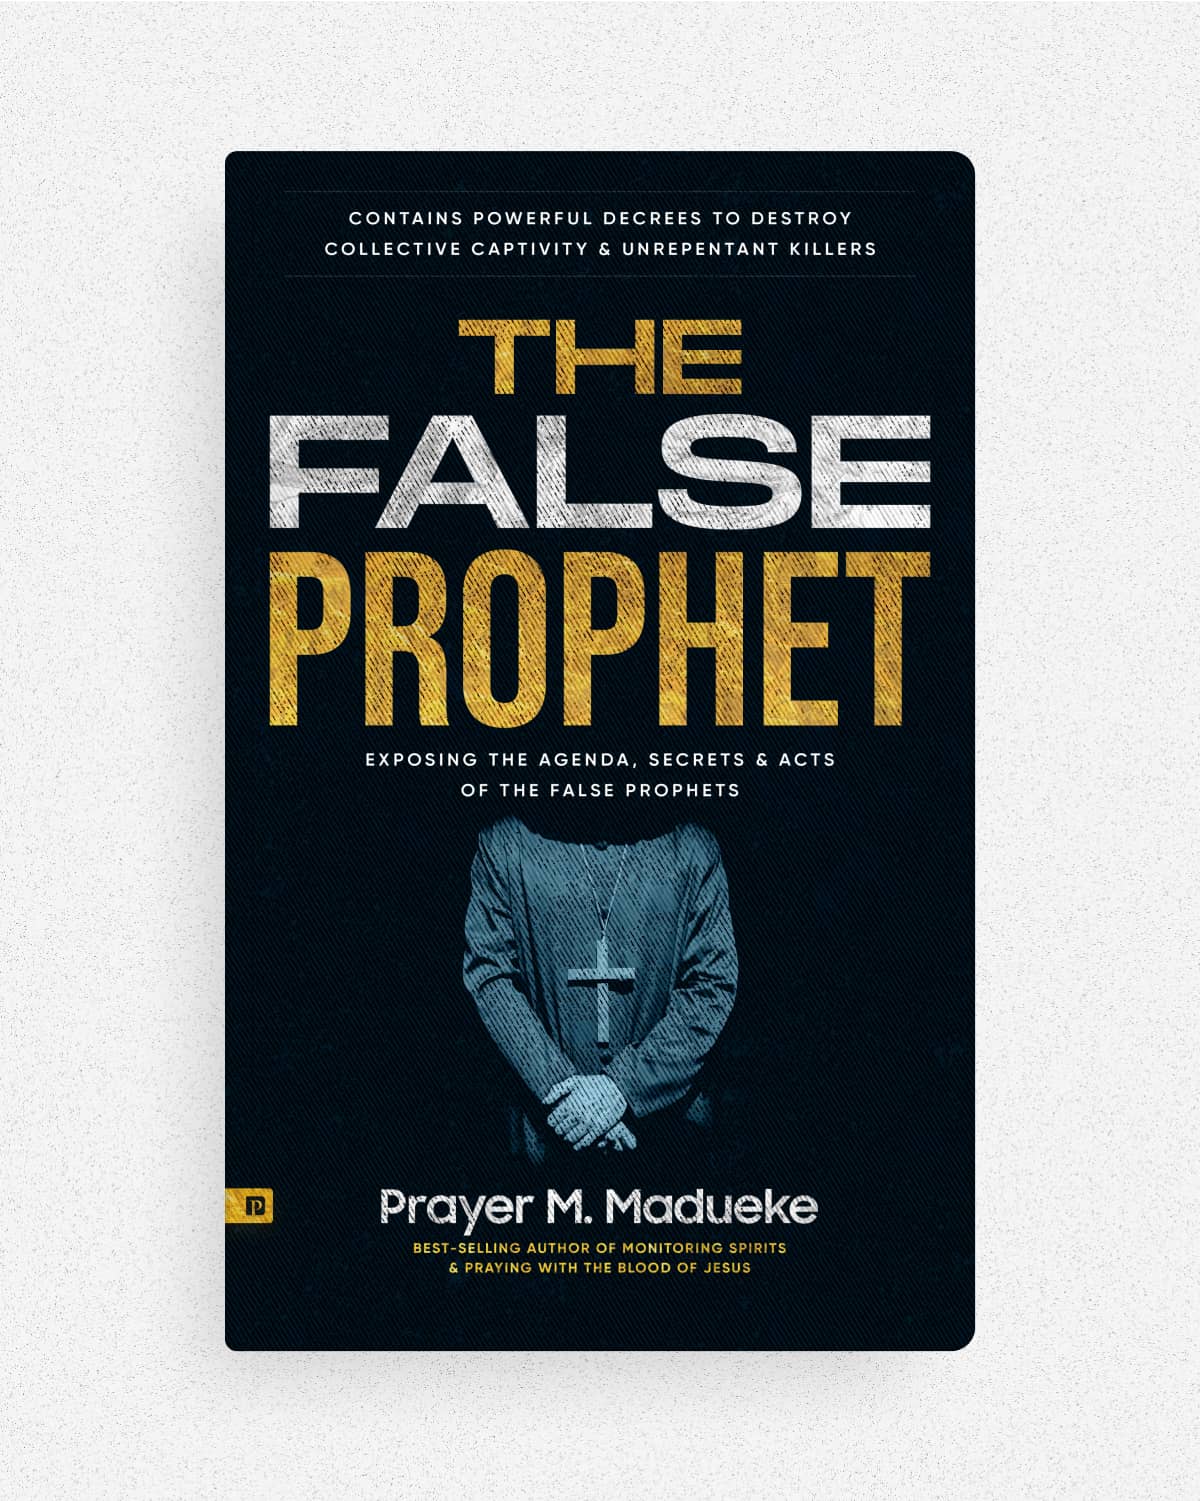 CONTAINS POWERFUL DECREES TO DESTROY
COLLECTIVE CAPTIVITY & UNREPENTANT KILLERS
THE
FALSE
PROPHET
EXPOSING THE AGENDA, SECRETS & ACTS
OF THE FALSE PROPHETS
P
Prayer M. Madueke
BEST-SELLING AUTHOR OF MONITORING SPIRITS
& PRAYING WITH THE BLOOD OF JESUS